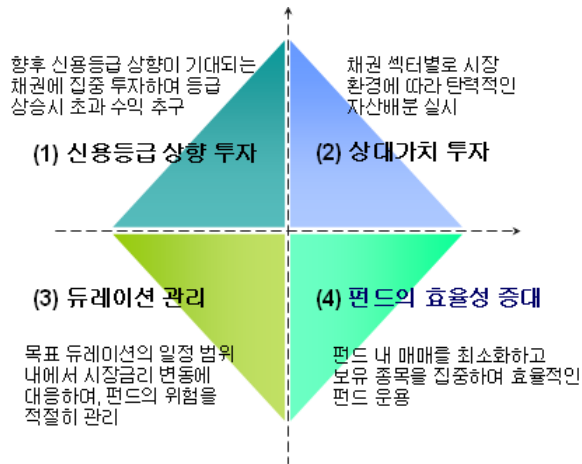 향후 신용등급 상향이 기대되는
채권에 집중 투자하며 등급
상승시 초과 수익 추구
(1) 신용등급 상향 투자
채권 섹터별로 시장
환경에 따라 탄력적인
자산배분 실시
(2) 상대가치 투자
(3) 듀레이션 관리
목표 듀레이션의 일정 범위
내에서 시장금리 변동에
대응하며, 펀드의 위험을
적절히 관리
(4) 펀드의 효율성 증대
펀드 내 매매를 최소화하고
보유 종목을 집중하여 효율적인
펀드 운용